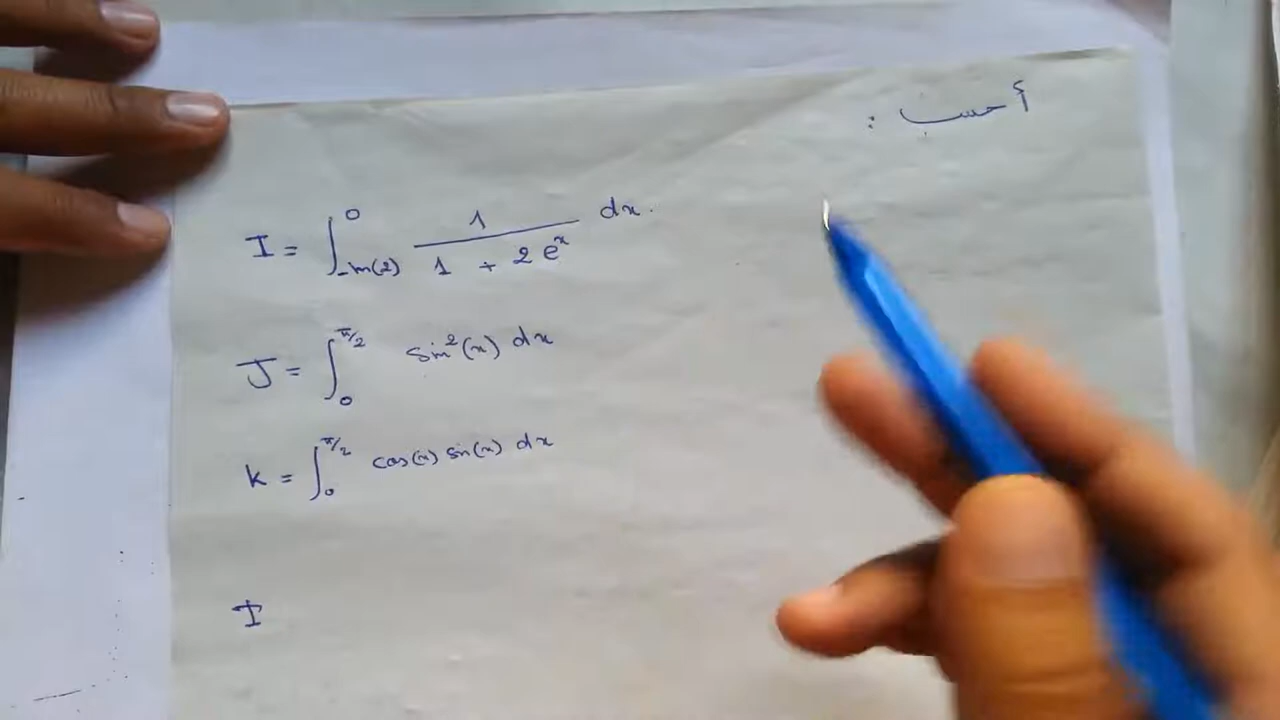 أحسب :
I = ∫_{-ln(2)}^{0} 1/(1 + 2e^x) dx.
J = ∫_{0}^{π/2} sin²(x) dx
K = ∫_{0}^{π/2} cos(x) sin(x) dx
I